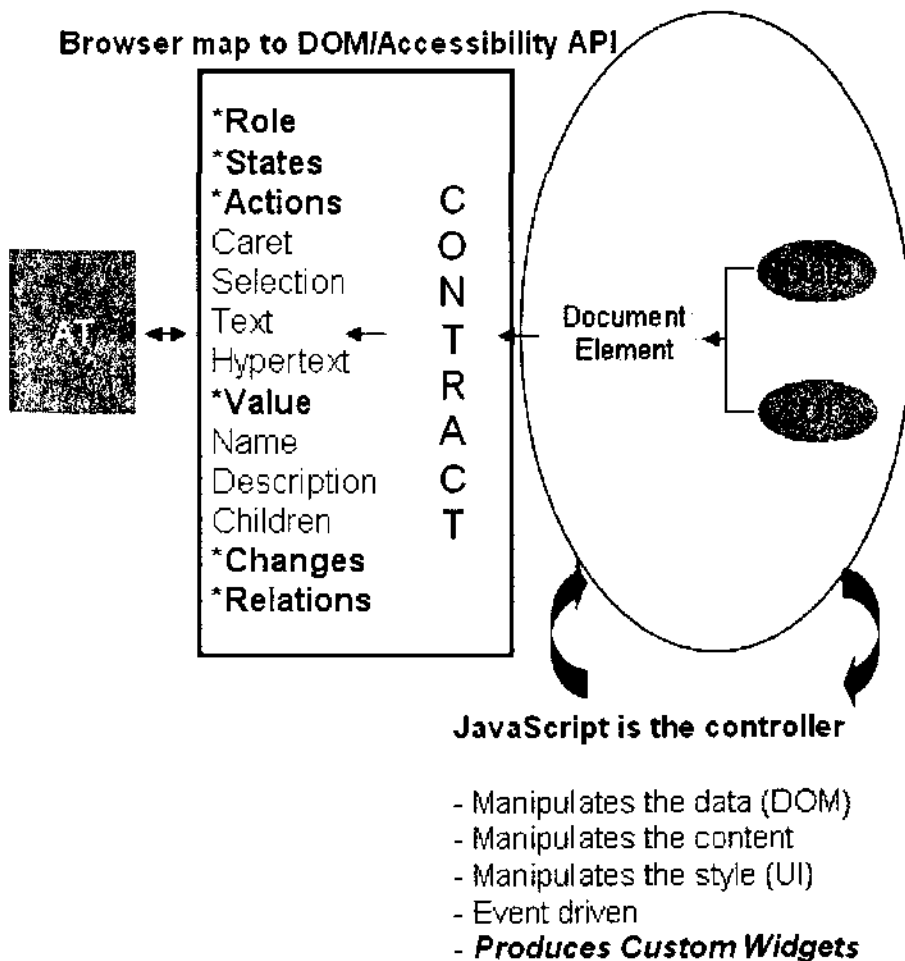 Browser map to DOM/Accessibility API
*Role
*States
*Actions
Caret
Selection
Text
Hypertext
*Value
Name
Description
Children
*Changes
*Relations
CONTRACT
AT
Document
Element
UI
JavaScript is the controller
- Manipulates the data (DOM)
- Manipulates the content
- Manipulates the style (UI)
- Event driven
- Produces Custom Widgets